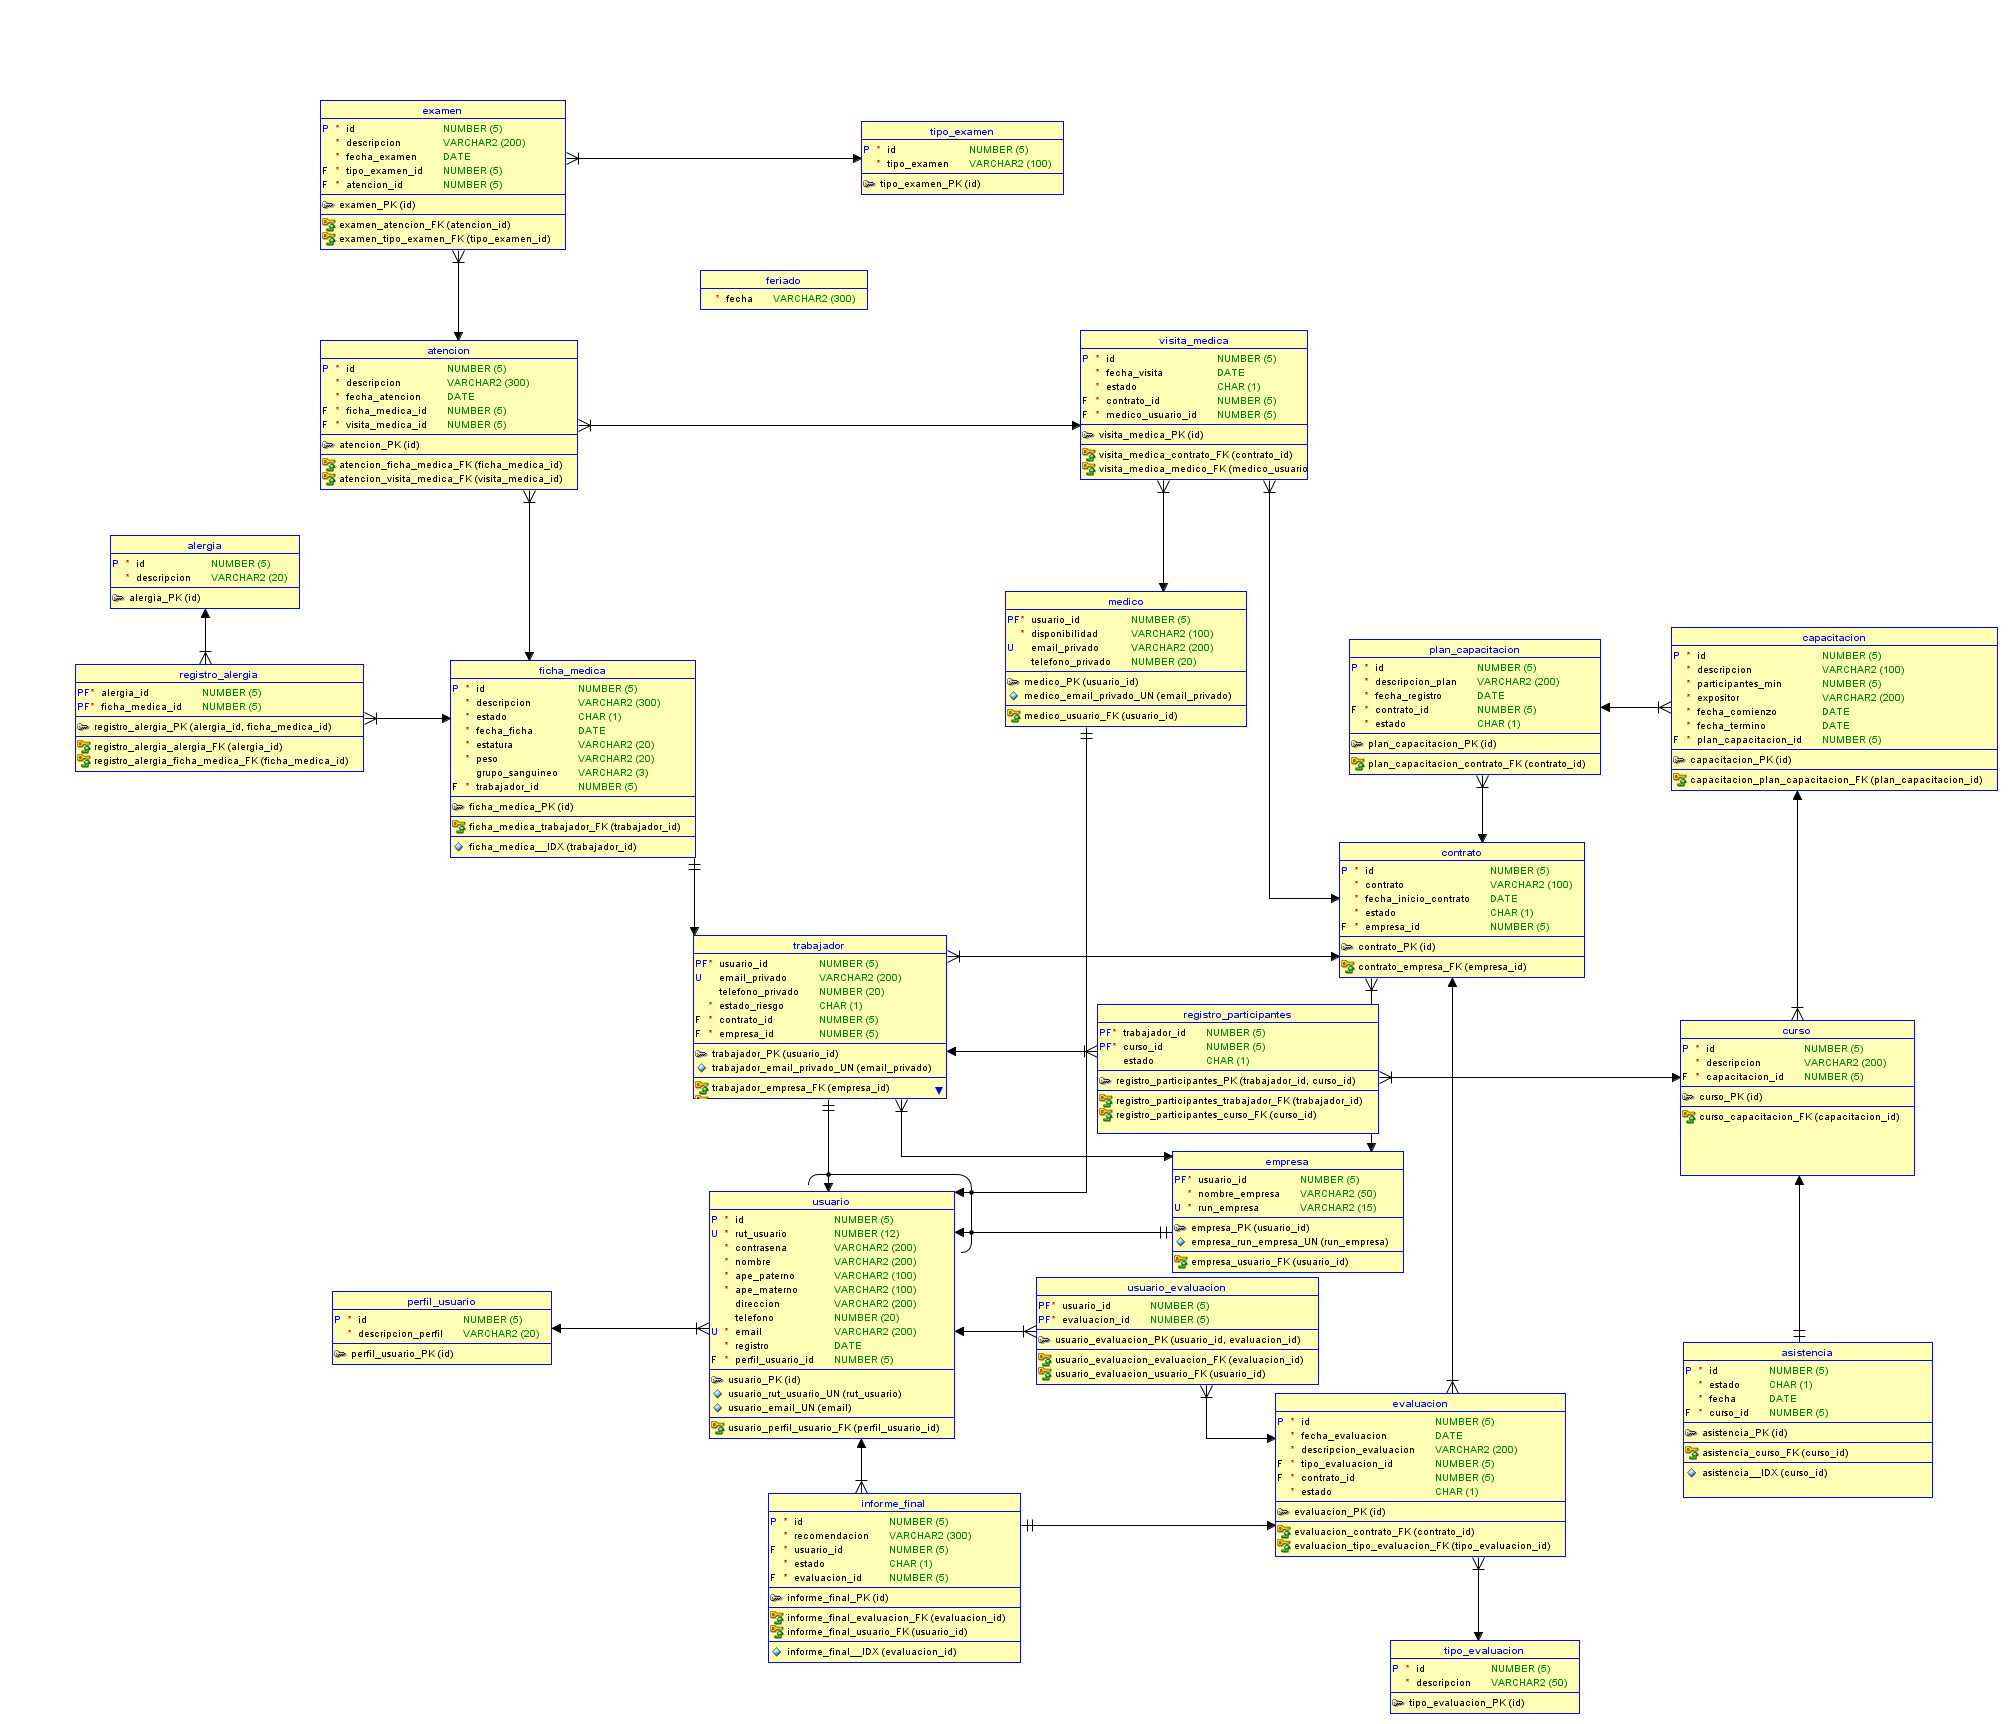 examen
P * id NUMBER (5)
* descripcion VARCHAR2 (200)
* fecha_examen DATE
F * tipo_examen_id NUMBER (5)
F * atencion_id NUMBER (5)
examen_PK (id)
examen_atencion_FK (atencion_id)
examen_tipo_examen_FK (tipo_examen_id)
tipo_examen
P * id NUMBER (5)
* tipo_examen VARCHAR2 (100)
tipo_examen_PK (id)
feriado
* fecha VARCHAR2 (300)
atencion
P * id NUMBER (5)
* descripcion VARCHAR2 (300)
* fecha_atencion DATE
F * ficha_medica_id NUMBER (5)
F * visita_medica_id NUMBER (5)
atencion_PK (id)
atencion_ficha_medica_FK (ficha_medica_id)
atencion_visita_medica_FK (visita_medica_id)
visita_medica
P * id NUMBER (5)
* fecha_visita DATE
* estado CHAR (1)
F * contrato_id NUMBER (5)
F * medico_usuario_id NUMBER (5)
visita_medica_PK (id)
visita_medica_contrato_FK (contrato_id)
visita_medica_medico_FK (medico_usuario
alergia
P * id NUMBER (5)
* descripcion VARCHAR2 (20)
alergia_PK (id)
registro_alergia
PF* alergia_id NUMBER (5)
PF* ficha_medica_id NUMBER (5)
registro_alergia_PK (alergia_id, ficha_medica_id)
registro_alergia_alergia_FK (alergia_id)
registro_alergia_ficha_medica_FK (ficha_medica_id)
ficha_medica
P * id NUMBER (5)
* descripcion VARCHAR2 (300)
* estado CHAR (1)
* fecha_ficha DATE
* estatura VARCHAR2 (20)
* peso VARCHAR2 (20)
grupo_sanguineo VARCHAR2 (3)
F * trabajador_id NUMBER (5)
ficha_medica_PK (id)
ficha_medica_trabajador_FK (trabajador_id)
ficha_medica__IDX (trabajador_id)
medico
PF* usuario_id NUMBER (5)
* disponibilidad VARCHAR2 (100)
U email_privado VARCHAR2 (200)
telefono_privado NUMBER (20)
medico_PK (usuario_id)
medico_email_privado_UN (email_privado)
medico_usuario_FK (usuario_id)
plan_capacitacion
P * id NUMBER (5)
* descripcion_plan VARCHAR2 (200)
* fecha_registro DATE
F * contrato_id NUMBER (5)
* estado CHAR (1)
plan_capacitacion_PK (id)
plan_capacitacion_contrato_FK (contrato_id)
capacitacion
P * id NUMBER (5)
* descripcion VARCHAR2 (100)
* participantes_min NUMBER (5)
* expositor VARCHAR2 (200)
* fecha_comienzo DATE
* fecha_termino DATE
F * plan_capacitacion_id NUMBER (5)
capacitacion_PK (id)
capacitacion_plan_capacitacion_FK (plan_capacitacion_id)
contrato
P * id NUMBER (5)
* contrato VARCHAR2 (100)
* fecha_inicio_contrato DATE
* estado CHAR (1)
F * empresa_id NUMBER (5)
contrato_PK (id)
contrato_empresa_FK (empresa_id)
trabajador
PF* usuario_id NUMBER (5)
U email_privado VARCHAR2 (200)
telefono_privado NUMBER (20)
* estado_riesgo CHAR (1)
F * contrato_id NUMBER (5)
F * empresa_id NUMBER (5)
trabajador_PK (usuario_id)
trabajador_email_privado_UN (email_privado)
trabajador_empresa_FK (empresa_id)
registro_participantes
PF* trabajador_id NUMBER (5)
PF* curso_id NUMBER (5)
estado CHAR (1)
registro_participantes_PK (trabajador_id, curso_id)
registro_participantes_trabajador_FK (trabajador_id)
registro_participantes_curso_FK (curso_id)
curso
P * id NUMBER (5)
* descripcion VARCHAR2 (200)
F * capacitacion_id NUMBER (5)
curso_PK (id)
curso_capacitacion_FK (capacitacion_id)
empresa
PF* usuario_id NUMBER (5)
* nombre_empresa VARCHAR2 (50)
U * run_empresa VARCHAR2 (15)
empresa_PK (usuario_id)
empresa_run_empresa_UN (run_empresa)
empresa_usuario_FK (usuario_id)
usuario
P * id NUMBER (5)
U * rut_usuario NUMBER (12)
* contrasena VARCHAR2 (200)
* nombre VARCHAR2 (200)
* ape_paterno VARCHAR2 (100)
* ape_materno VARCHAR2 (100)
direccion VARCHAR2 (200)
telefono NUMBER (20)
U * email VARCHAR2 (200)
* registro DATE
F * perfil_usuario_id NUMBER (5)
usuario_PK (id)
usuario_rut_usuario_UN (rut_usuario)
usuario_email_UN (email)
usuario_perfil_usuario_FK (perfil_usuario_id)
perfil_usuario
P * id NUMBER (5)
* descripcion_perfil VARCHAR2 (20)
perfil_usuario_PK (id)
usuario_evaluacion
PF* usuario_id NUMBER (5)
PF* evaluacion_id NUMBER (5)
usuario_evaluacion_PK (usuario_id, evaluacion_id)
usuario_evaluacion_evaluacion_FK (evaluacion_id)
usuario_evaluacion_usuario_FK (usuario_id)
asistencia
P * id NUMBER (5)
* estado CHAR (1)
* fecha DATE
F * curso_id NUMBER (5)
asistencia_PK (id)
asistencia_curso_FK (curso_id)
asistencia__IDX (curso_id)
evaluacion
P * id NUMBER (5)
* fecha_evaluacion DATE
* descripcion_evaluacion VARCHAR2 (200)
F * tipo_evaluacion_id NUMBER (5)
F * contrato_id NUMBER (5)
* estado CHAR (1)
evaluacion_PK (id)
evaluacion_contrato_FK (contrato_id)
evaluacion_tipo_evaluacion_FK (tipo_evaluacion_id)
informe_final
P * id NUMBER (5)
* recomendacion VARCHAR2 (300)
F * usuario_id NUMBER (5)
* estado CHAR (1)
F * evaluacion_id NUMBER (5)
informe_final_PK (id)
informe_final_evaluacion_FK (evaluacion_id)
informe_final_usuario_FK (usuario_id)
informe_final__IDX (evaluacion_id)
tipo_evaluacion
P * id NUMBER (5)
* descripcion VARCHAR2 (50)
tipo_evaluacion_PK (id)